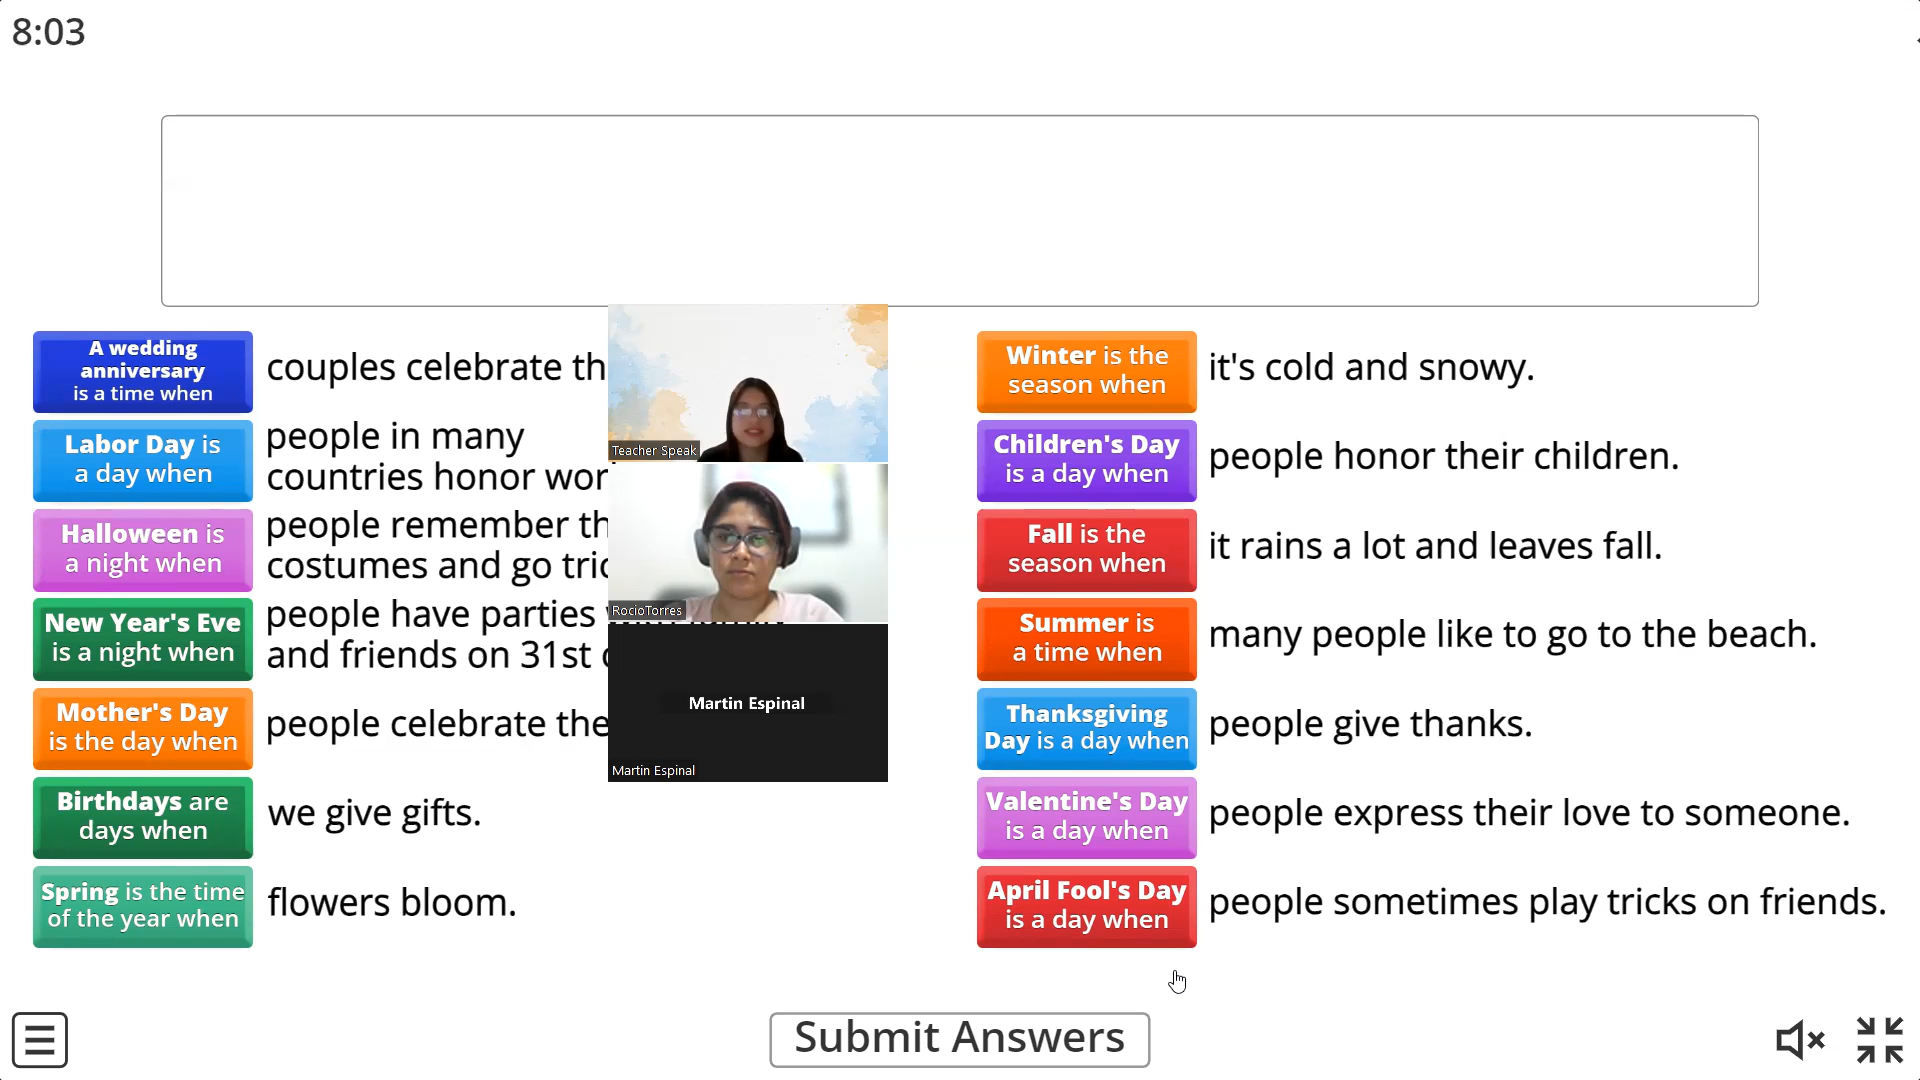 8:03
A wedding
anniversary
is a time when
couples celebrate th
Labor Day is
a day when
people in many
countries honor wor
Halloween is
a night when
people remember th
costumes and go tric
New Year's Eve
is a night when
people have parties
and friends on 31st
Mother's Day
is the day when
people celebrate the
Birthdays are
days when
we give gifts.
Spring is the time
of the year when
flowers bloom.
Teacher Speak
RocioTorres
Martin Espinal
Martin Espinal
Winter is the
season when
it's cold and snowy.
Children's Day
is a day when
people honor their children.
Fall is the
season when
it rains a lot and leaves fall.
Summer is
a time when
many people like to go to the beach.
Thanksgiving
Day is a day when
people give thanks.
Valentine's Day
is a day when
people express their love to someone.
April Fool's Day
is a day when
people sometimes play tricks on friends.
Submit Answers